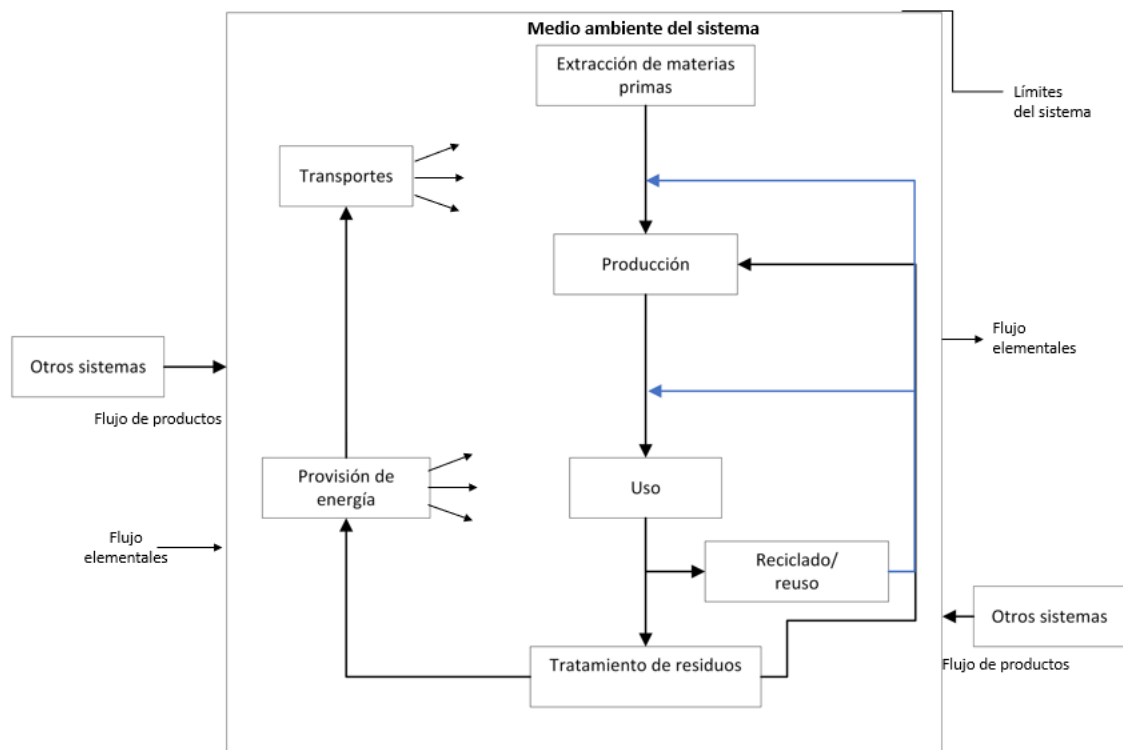 Medio ambiente del sistema
Extracción de materias
primas
Límites
del sistema
Transportes
Producción
Flujo
elementales
Otros sistemas
Flujo de productos
Provisión de
energía
Uso
Flujo
elementales
Reciclado/
reuso
Otros sistemas
Tratamiento de residuos
Flujo de productos